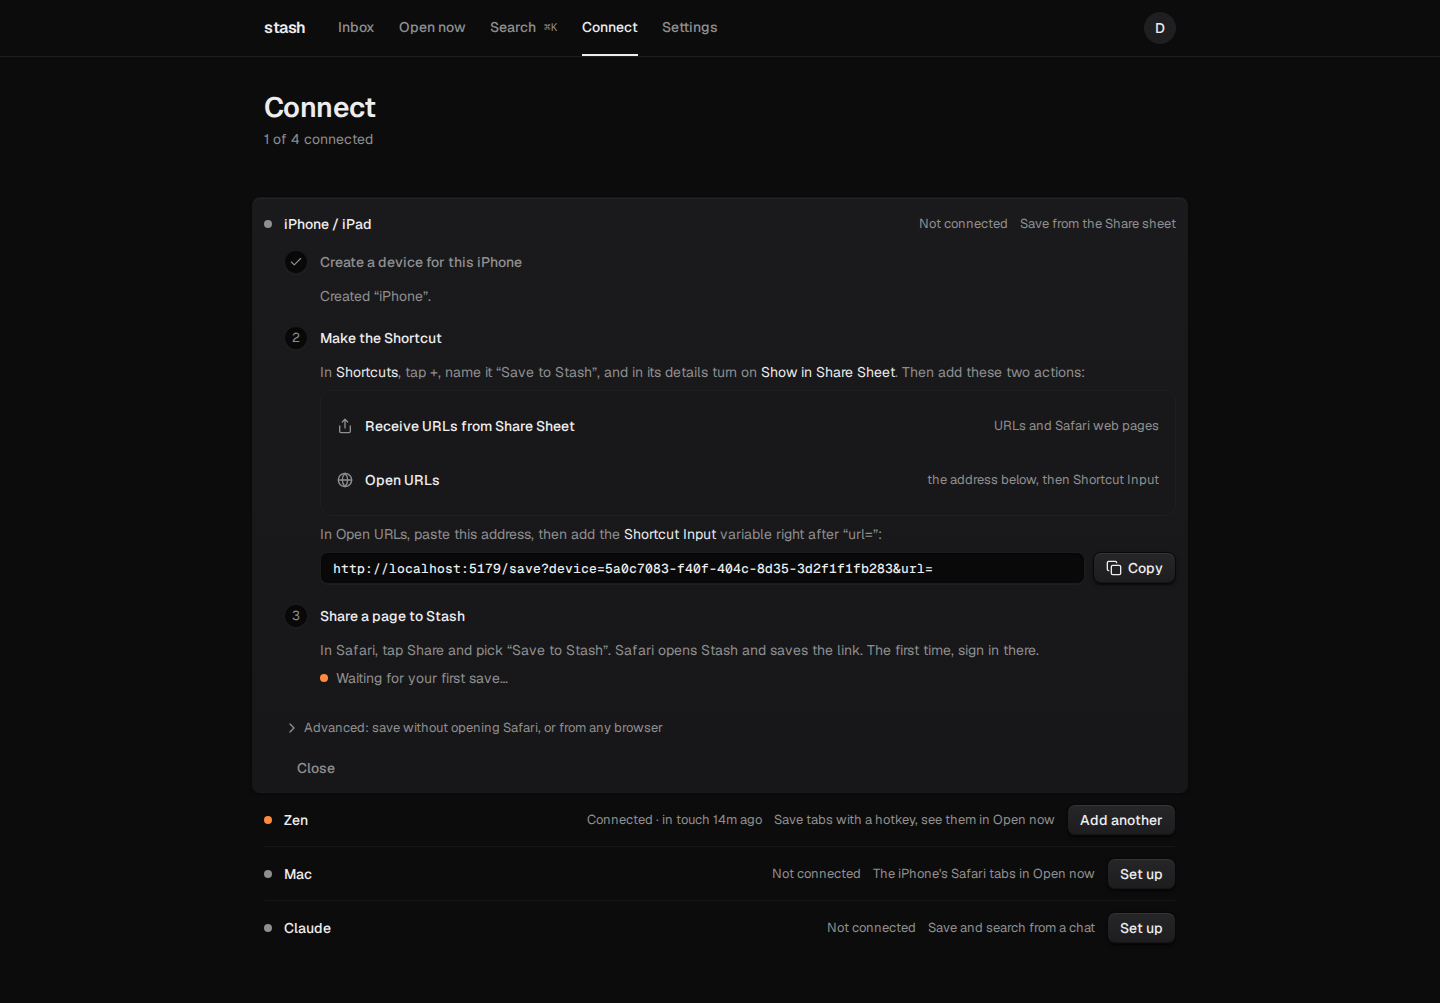 stash Inbox Open now Search ⌘K Connect Settings D
Connect
1 of 4 connected
iPhone / iPad Not connected Save from the Share sheet
Create a device for this iPhone
Created “iPhone”.
2 Make the Shortcut
In Shortcuts, tap +, name it “Save to Stash”, and in its details turn on Show in Share Sheet. Then add these two actions:
Receive URLs from Share Sheet URLs and Safari web pages
Open URLs the address below, then Shortcut Input
In Open URLs, paste this address, then add the Shortcut Input variable right after “url=”:
http://localhost:5179/save?device=5a0c7083-f40f-404c-8d35-3d2f1f1fb283&url= Copy
3 Share a page to Stash
In Safari, tap Share and pick “Save to Stash”. Safari opens Stash and saves the link. The first time, sign in there.
Waiting for your first save…
Advanced: save without opening Safari, or from any browser
Close
Zen Connected · in touch 14m ago Save tabs with a hotkey, see them in Open now Add another
Mac Not connected The iPhone's Safari tabs in Open now Set up
Claude Not connected Save and search from a chat Set up